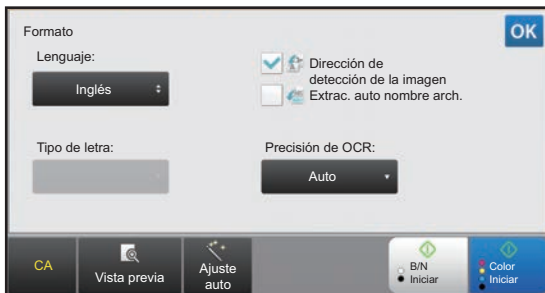 Formato
OK
Lenguaje:
Inglés
Dirección de
detección de la imagen
Extrac. auto nombre arch.
Tipo de letra:
Precisión de OCR:
Auto
CA
Vista previa
Ajuste
auto
B/N
Iniciar
Color
Iniciar